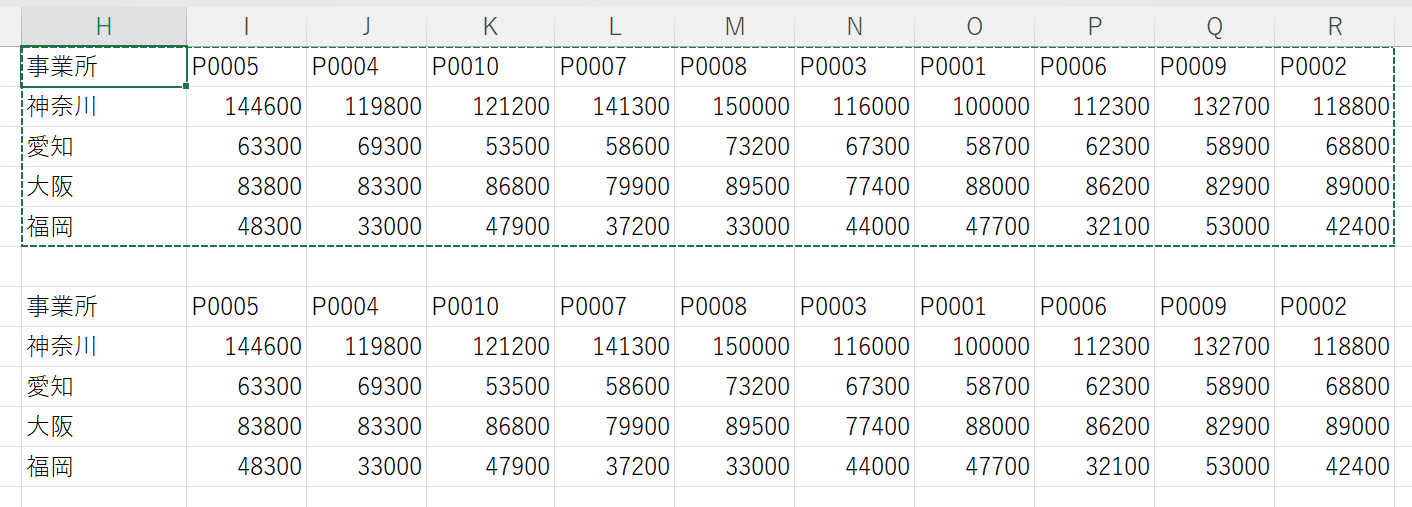 H I J K L M N O P Q R
事業所 P0005 P0004 P0010 P0007 P0008 P0003 P0001 P0006 P0009 P0002
神奈川 144600 119800 121200 141300 150000 116000 100000 112300 132700 118800
愛知 63300 69300 53500 58600 73200 67300 58700 62300 58900 68800
大阪 83800 83300 86800 79900 89500 77400 88000 86200 82900 89000
福岡 48300 33000 47900 37200 33000 44000 47700 32100 53000 42400
事業所 P0005 P0004 P0010 P0007 P0008 P0003 P0001 P0006 P0009 P0002
神奈川 144600 119800 121200 141300 150000 116000 100000 112300 132700 118800
愛知 63300 69300 53500 58600 73200 67300 58700 62300 58900 68800
大阪 83800 83300 86800 79900 89500 77400 88000 86200 82900 89000
福岡 48300 33000 47900 37200 33000 44000 47700 32100 53000 42400